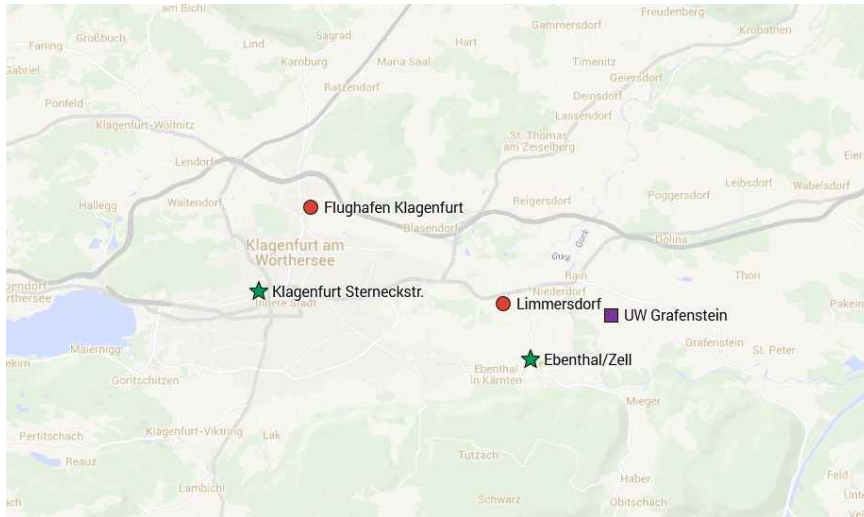 am Bichl
Großbuch
Faning
Gabriel
Lind
Sagrad
Karnburg
Maria Saal
Ratzendorf
Hart
Gammersdorf
Freudenberg
Krobathen
Timenitz
Geiersdorf
Deinsdorf
Lassendorf
Ponfeld
Klagenfurt-Wölfnitz
St. Thomas
am Zeiselberg
Lendorf
Hallegg
Waltendorf
Flughafen Klagenfurt
Blasendorf
Reigersdorf
Poggersdorf
Leibsdorf
Wabelsdorf
Klagenfurt am
Wörthersee
Gurk
Dolina
Rain
Thon
Niederdorf
Klagenfurt Sterneckstr.
Innere Stadt
Limmersdorf
UW Grafenstein
Grafenstein
St. Peter
Ebenthal/Zell
Ebenthal
in Kärnten
Maiernigg
Goritschitzen
Mieger
Pertitschach
Klagenfurt-Viktring
Lak
Reauz
Tutzach
Lambichl
Schwarz
Haber
Obitschach
Feld